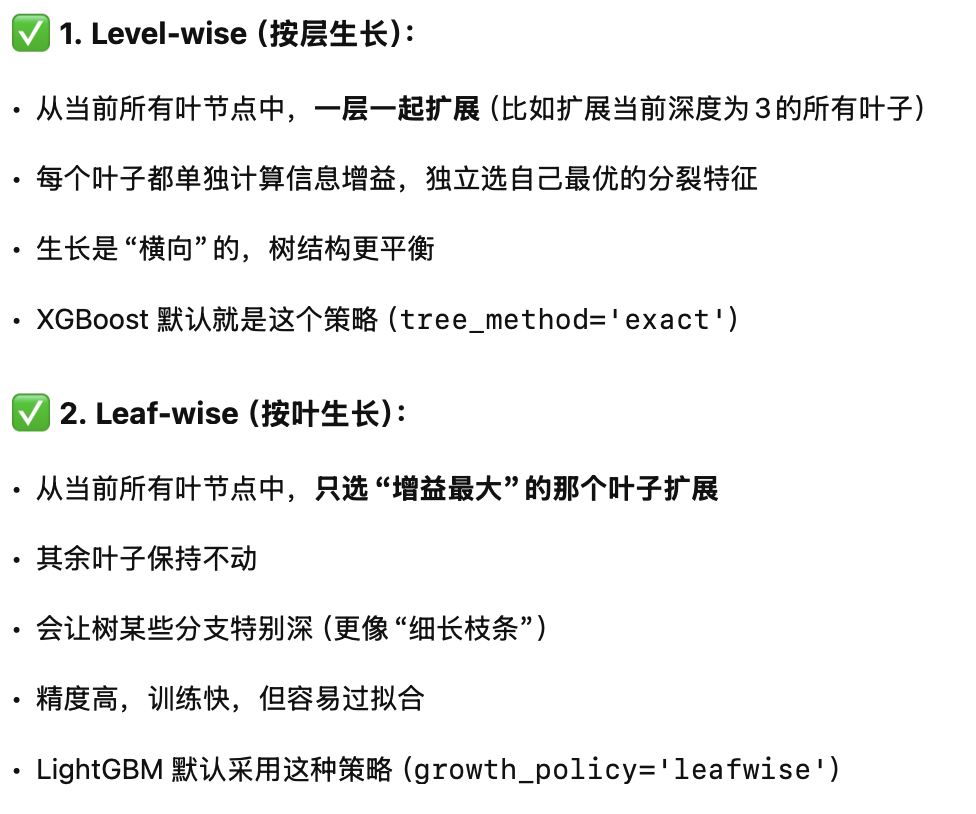 ✅ 1. Level-wise（按层生长）：
• 从当前所有叶节点中，一层一起扩展（比如扩展当前深度为 3 的所有叶子）
• 每个叶子都单独计算信息增益，独立选自己最优的分裂特征
• 生长是 “横向” 的，树结构更平衡
• XGBoost 默认就是这个策略（tree_method='exact'）
✅ 2. Leaf-wise（按叶生长）：
• 从当前所有叶节点中，只选 “增益最大” 的那个叶子扩展
• 其余叶子保持不动
• 会让树某些分支特别深（更像 “细长枝条”）
• 精度高，训练快，但容易过拟合
• LightGBM 默认采用这种策略（growth_policy='leafwise'）